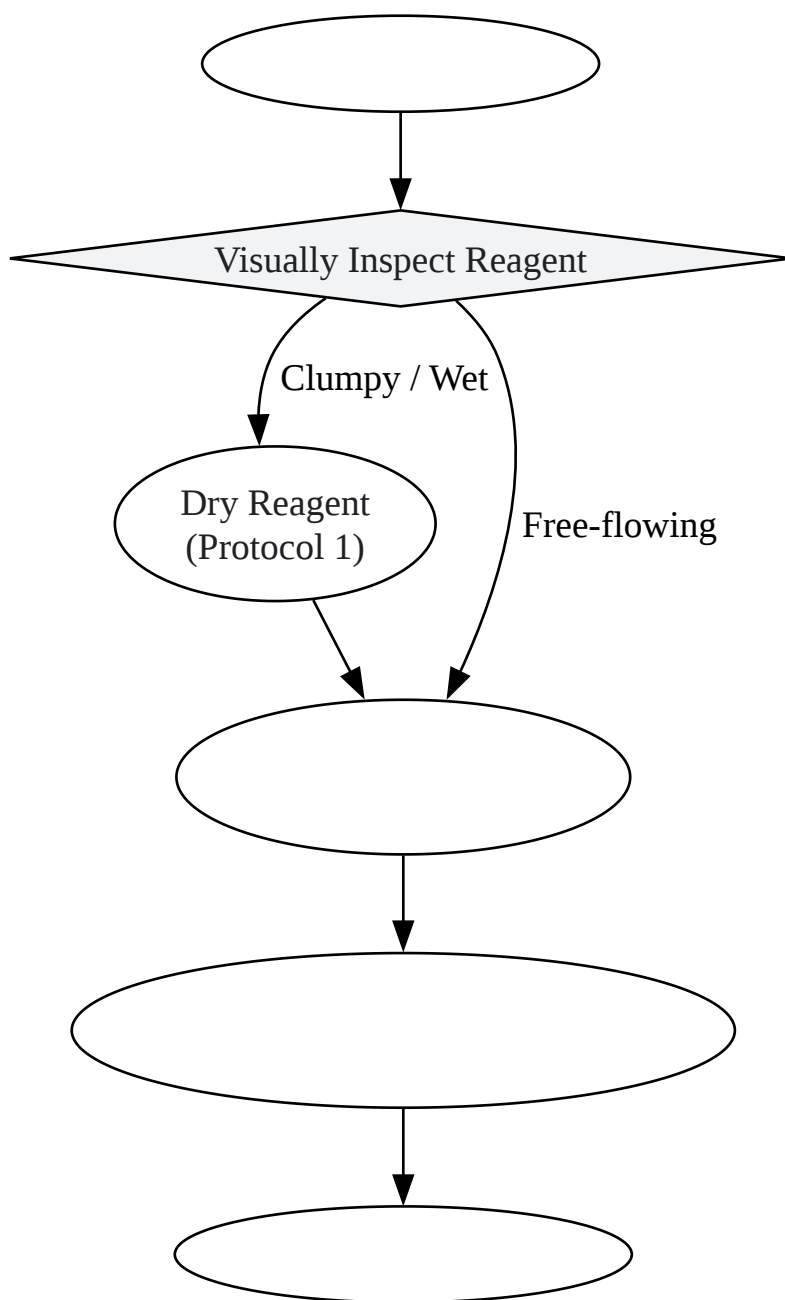 Visually Inspect Reagent
Clumpy / Wet
Dry Reagent
(Protocol 1)
Free-flowing